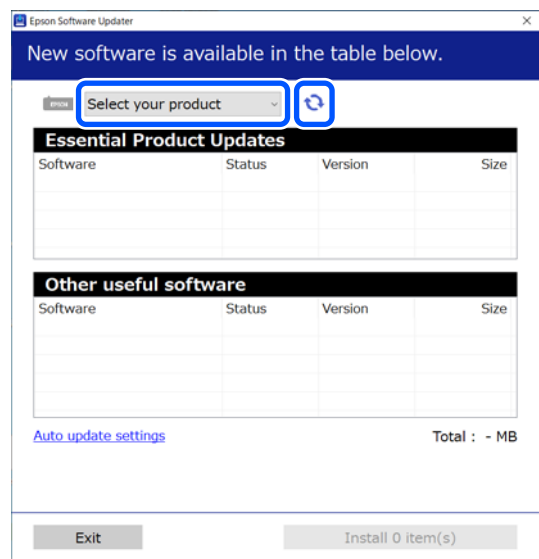 Epson Software Updater
New software is available in the table below.
EPSON Select your product
Essential Product Updates
Software Status Version Size
Other useful software
Software Status Version Size
Auto update settings Total : - MB
Exit Install 0 item(s)